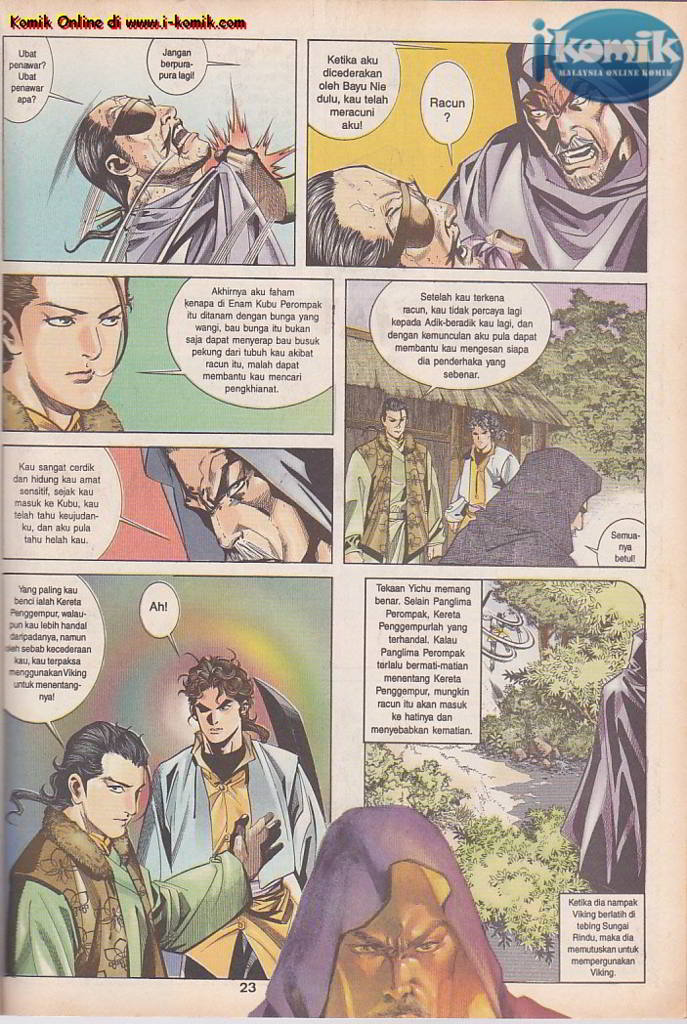 Komik Online di www.i-komik.com
ikomik
MALAYSIA ONLINE KOMIK
Ubat
penawar?
Ubat
penawar
apa?
Jangan
berpura-
pura lagi!
Ketika aku
dicederakan
oleh Bayu Nie
dulu, kau telah
meracuni
aku!
Racun
?
Akhirnya aku faham
kenapa di Enam Kubu Perompak
itu ditanam dengan bunga yang
wangi, bau bunga itu bukan
saja dapat menyerap bau busuk
pekung dari tubuh kau akibat
racun itu, malah dapat
membantu kau mencari
pengkhianat.
Setelah kau terkena
racun, kau tidak percaya lagi
kepada Adik-beradik kau lagi, dan
dengan kemunculan aku pula dapat
membantu kau mengesan siapa
dia penderhaka yang
sebenar.
Kau sangat cerdik
dan hidung kau amat
sensitif, sejak kau
masuk ke Kubu, kau
telah tahu keujudan-
ku, dan aku pula
tahu helah kau.
Semua-
nya
betul!
Yang paling kau
benci ialah Kereta
Penggempur, walau-
pun kau lebih handal
daripadanya, namun
oleh sebab kecederaan
kau, kau terpaksa
menggunakan Viking
untuk menentang-
nya!
Ah!
Tekaan Yichu memang
benar. Selain Panglima
Perompak, Kereta
Penggempurlah yang
terhandal. Kalau
Panglima Perompak
terlalu bermati-matian
menentang Kereta
Penggempur, mungkin
racun itu akan masuk
ke hatinya dan
menyebabkan kematian.
Ketika dia nampak
Viking berlatih di
tebing Sungai
Rindu, maka dia
memutuskan untuk
mempergunakan
Viking.
23